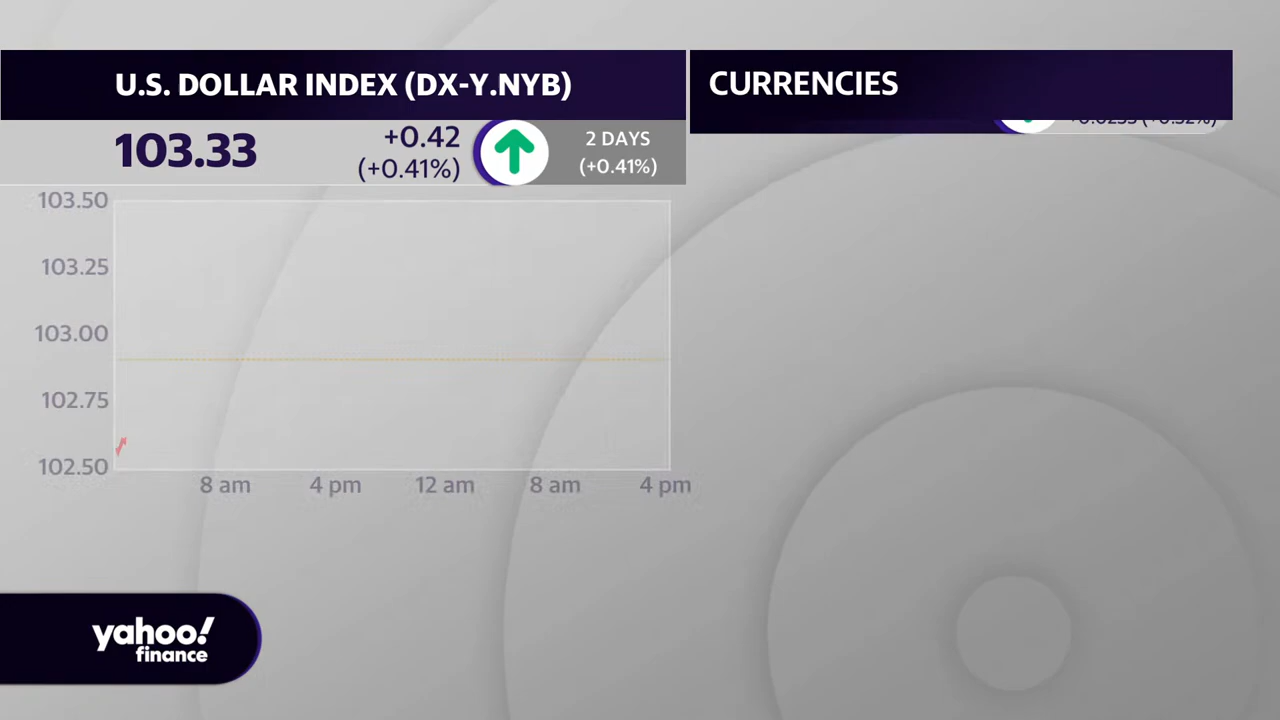 U.S. DOLLAR INDEX (DX-Y.NYB)
CURRENCIES
103.33
+0.42
(+0.41%)
2 DAYS
(+0.41%)
103.50
103.25
103.00
102.75
102.50
8 am
4 pm
12 am
8 am
4 pm
yahoo!
finance